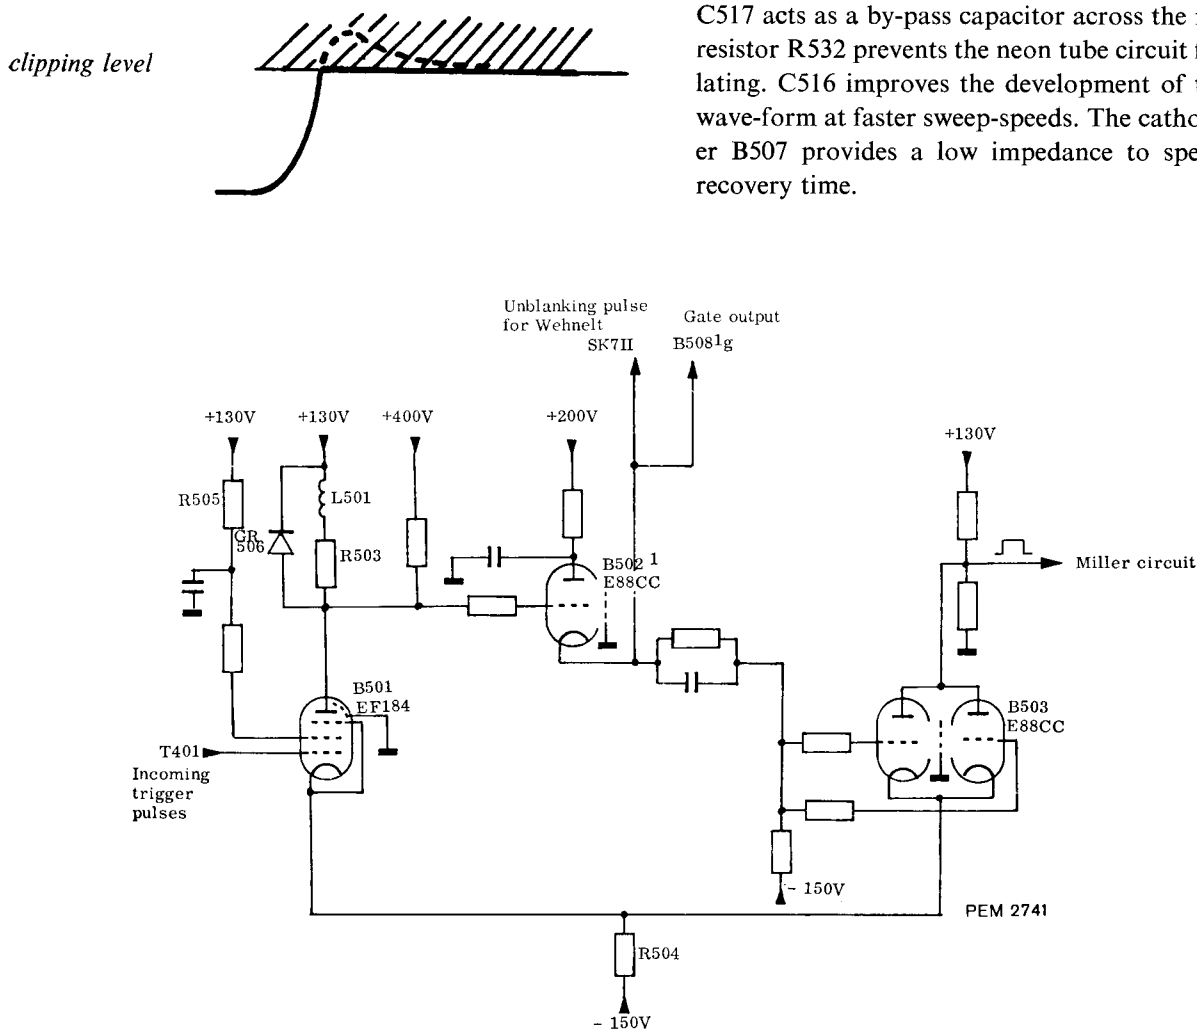 clipping level
C517 acts as a by-pass capacitor across the
resistor R532 prevents the neon tube circuit
lating. C516 improves the development of
wave-form at faster sweep-speeds. The catho
er B507 provides a low impedance to spe
recovery time.
Unblanking pulse
for Wehnelt
SK7II
Gate output
B508 1g
+130V
+130V
+400V
+200V
+130V
R505
L501
GR
506
R503
B502 1
E88CC
Miller circuit
B501
EF184
B503
E88CC
T401
Incoming
trigger
pulses
- 150V
PEM 2741
R504
- 150V